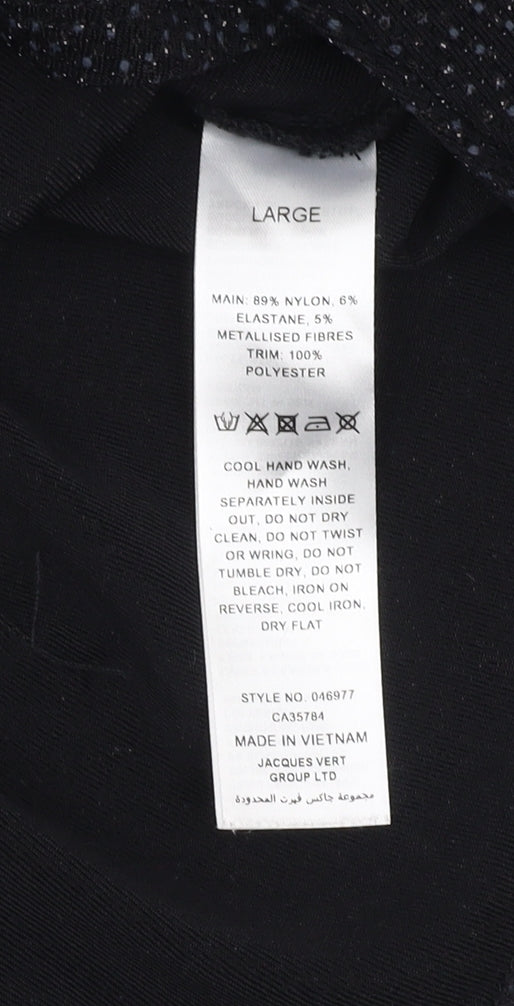 LARGE
MAIN: 89% NYLON, 6%
ELASTANE, 5%
METALLISED FIBRES
TRIM: 100%
POLYESTER
COOL HAND WASH,
HAND WASH
SEPARATELY INSIDE
OUT, DO NOT DRY
CLEAN, DO NOT TWIST
OR WRING, DO NOT
TUMBLE DRY, DO NOT
BLEACH, IRON ON
REVERSE, COOL IRON,
DRY FLAT
STYLE NO. 046977
CA35784
MADE IN VIETNAM
JACQUES VERT
GROUP LTD
مجموعة جاكس فيرت المحدودة